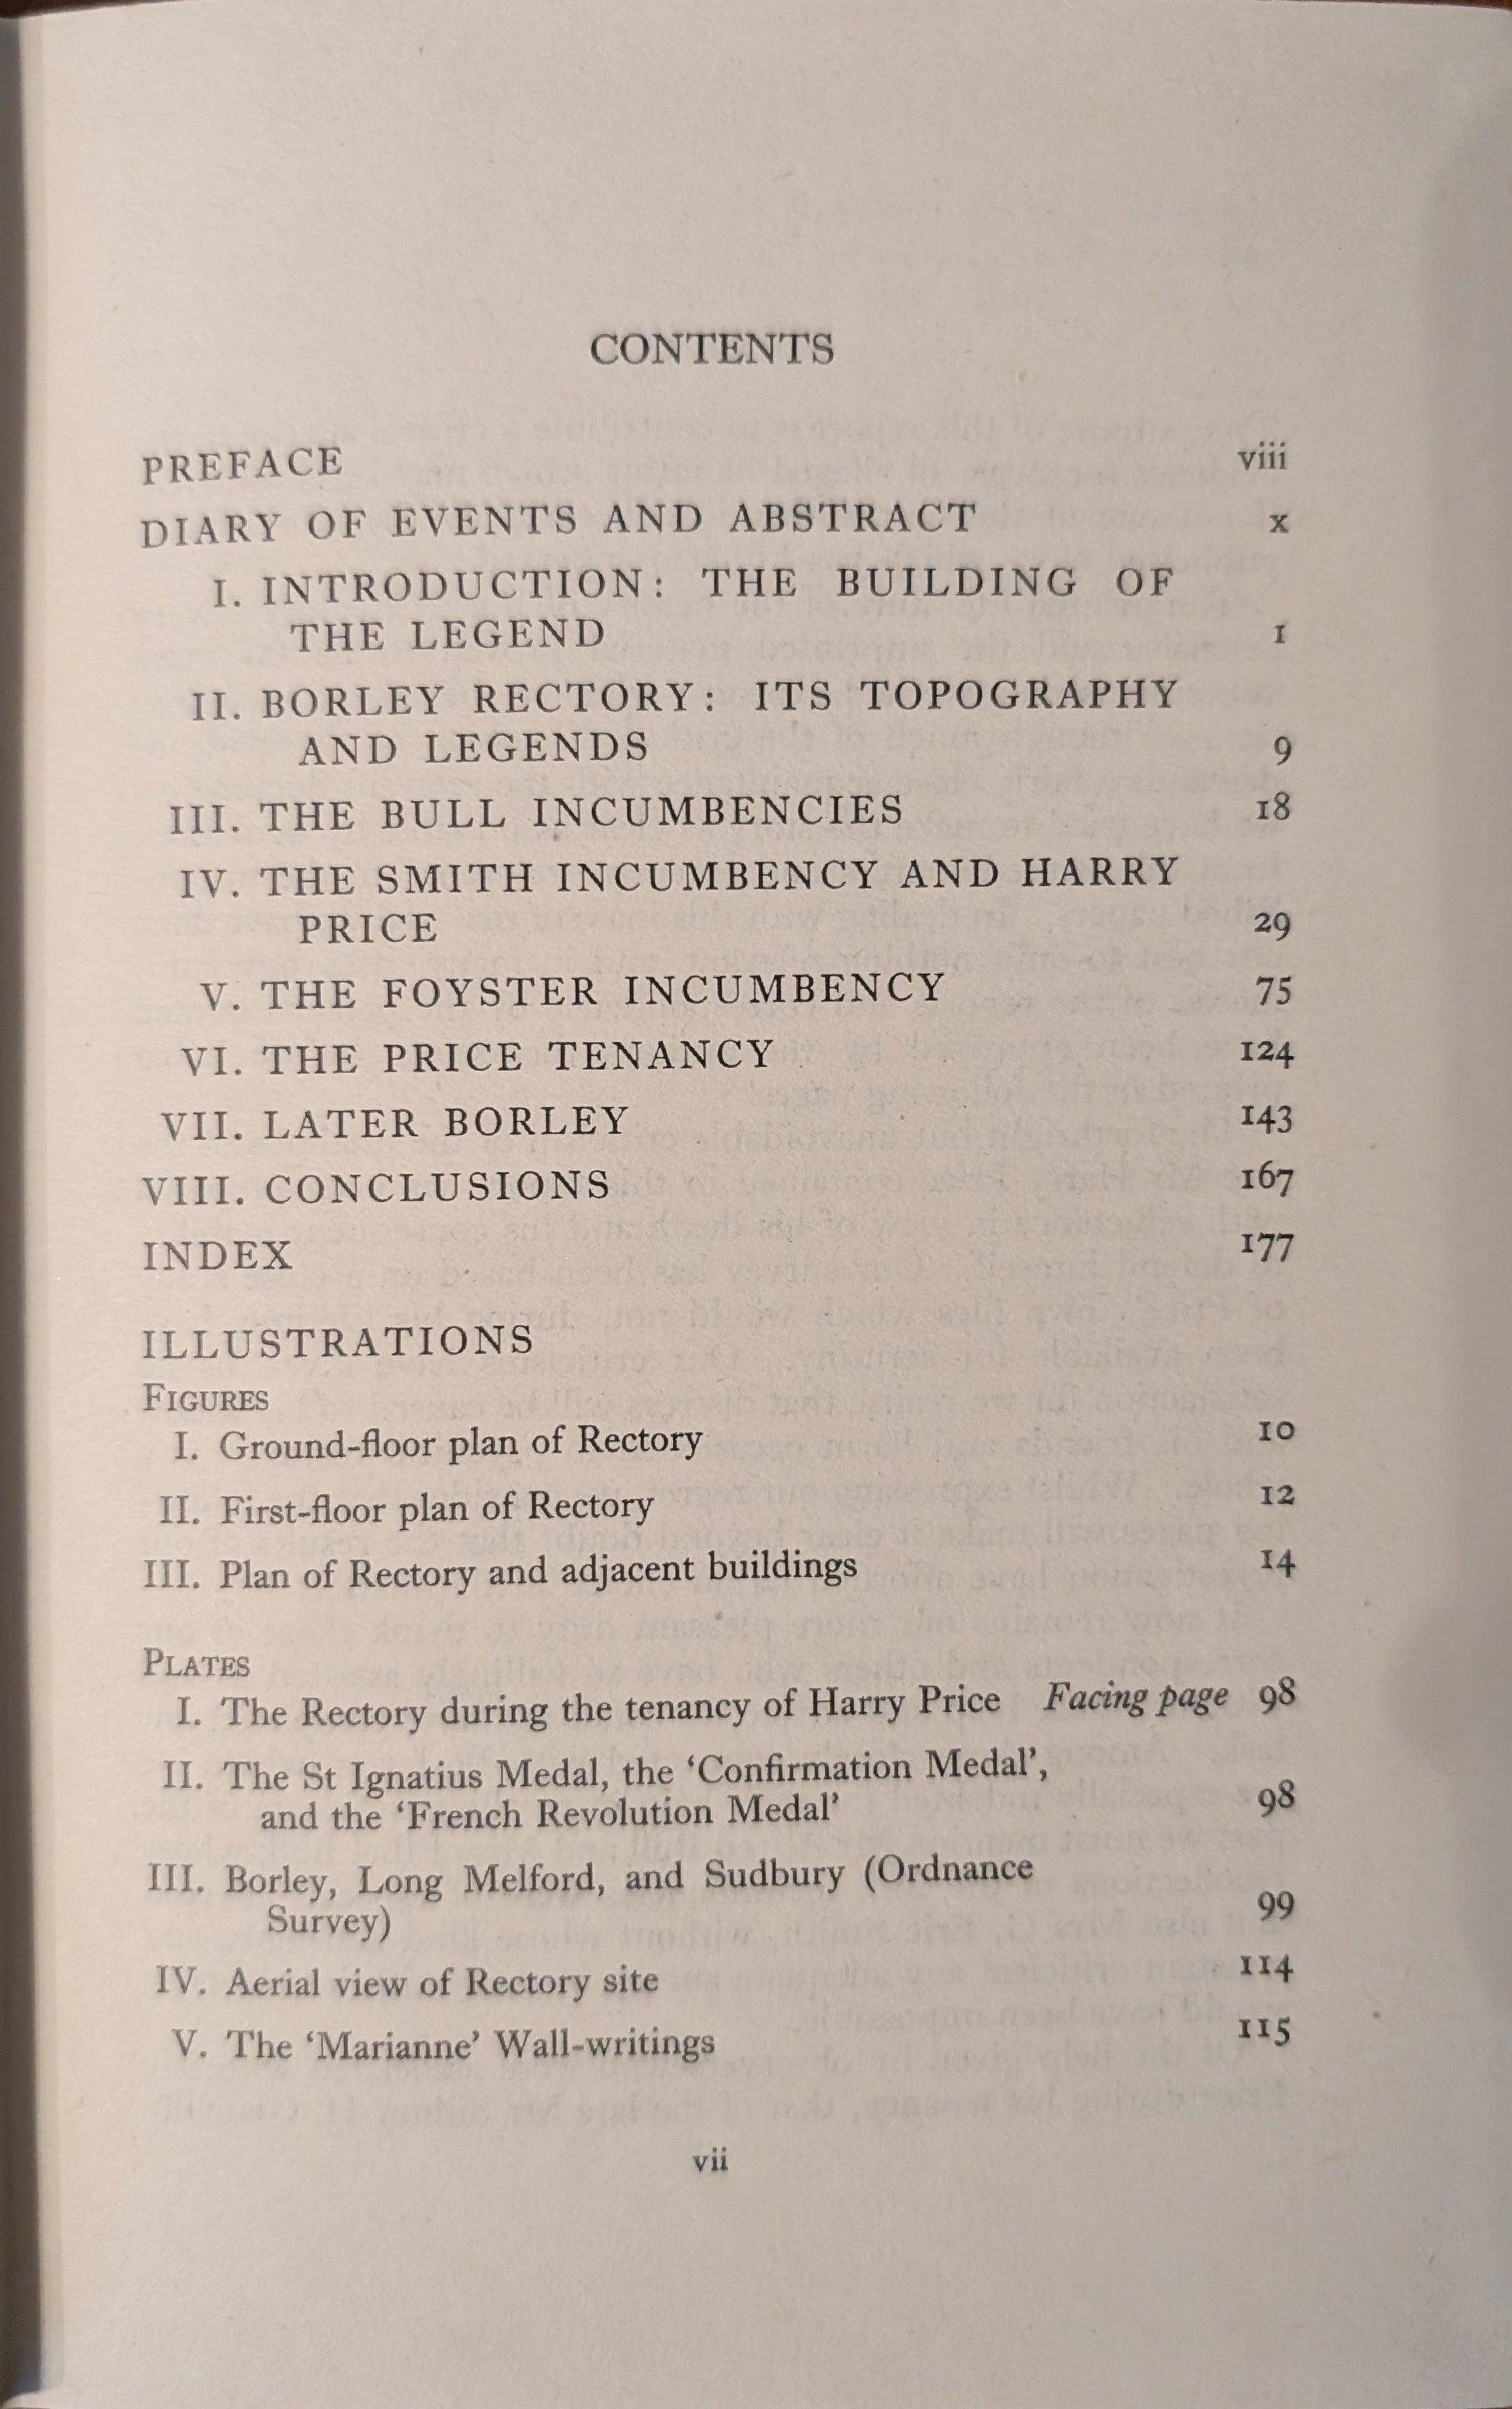 CONTENTS
PREFACE viii
DIARY OF EVENTS AND ABSTRACT x
I. INTRODUCTION: THE BUILDING OF
THE LEGEND 1
II. BORLEY RECTORY: ITS TOPOGRAPHY
AND LEGENDS 9
III. THE BULL INCUMBENCIES 18
IV. THE SMITH INCUMBENCY AND HARRY
PRICE 29
V. THE FOYSTER INCUMBENCY 75
VI. THE PRICE TENANCY 124
VII. LATER BORLEY 143
VIII. CONCLUSIONS 167
INDEX 177
ILLUSTRATIONS
FIGURES
I. Ground-floor plan of Rectory 10
II. First-floor plan of Rectory 12
III. Plan of Rectory and adjacent buildings 14
PLATES
I. The Rectory during the tenancy of Harry Price Facing page 98
II. The St Ignatius Medal, the ‘Confirmation Medal’,
and the ‘French Revolution Medal’ 98
III. Borley, Long Melford, and Sudbury (Ordnance
Survey) 99
IV. Aerial view of Rectory site 114
V. The ‘Marianne’ Wall-writings 115
vii